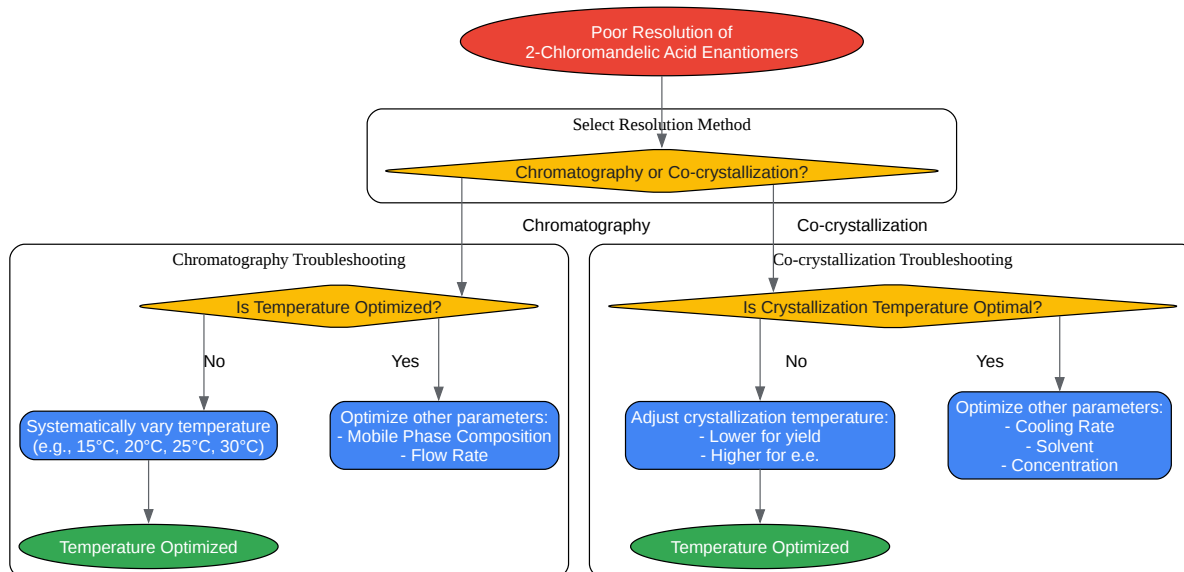 Poor Resolution of
2-Chloromandelic Acid Enantiomers
Select Resolution Method
Chromatography or Co-crystallization?
Chromatography
Co-crystallization
Chromatography Troubleshooting
Is Temperature Optimized?
No
Yes
Systematically vary temperature
(e.g., 15°C, 20°C, 25°C, 30°C)
Optimize other parameters:
- Mobile Phase Composition
- Flow Rate
Temperature Optimized
Co-crystallization Troubleshooting
Is Crystallization Temperature Optimal?
No
Yes
Adjust crystallization temperature:
- Lower for yield
- Higher for e.e.
Optimize other parameters:
- Cooling Rate
- Solvent
- Concentration
Temperature Optimized